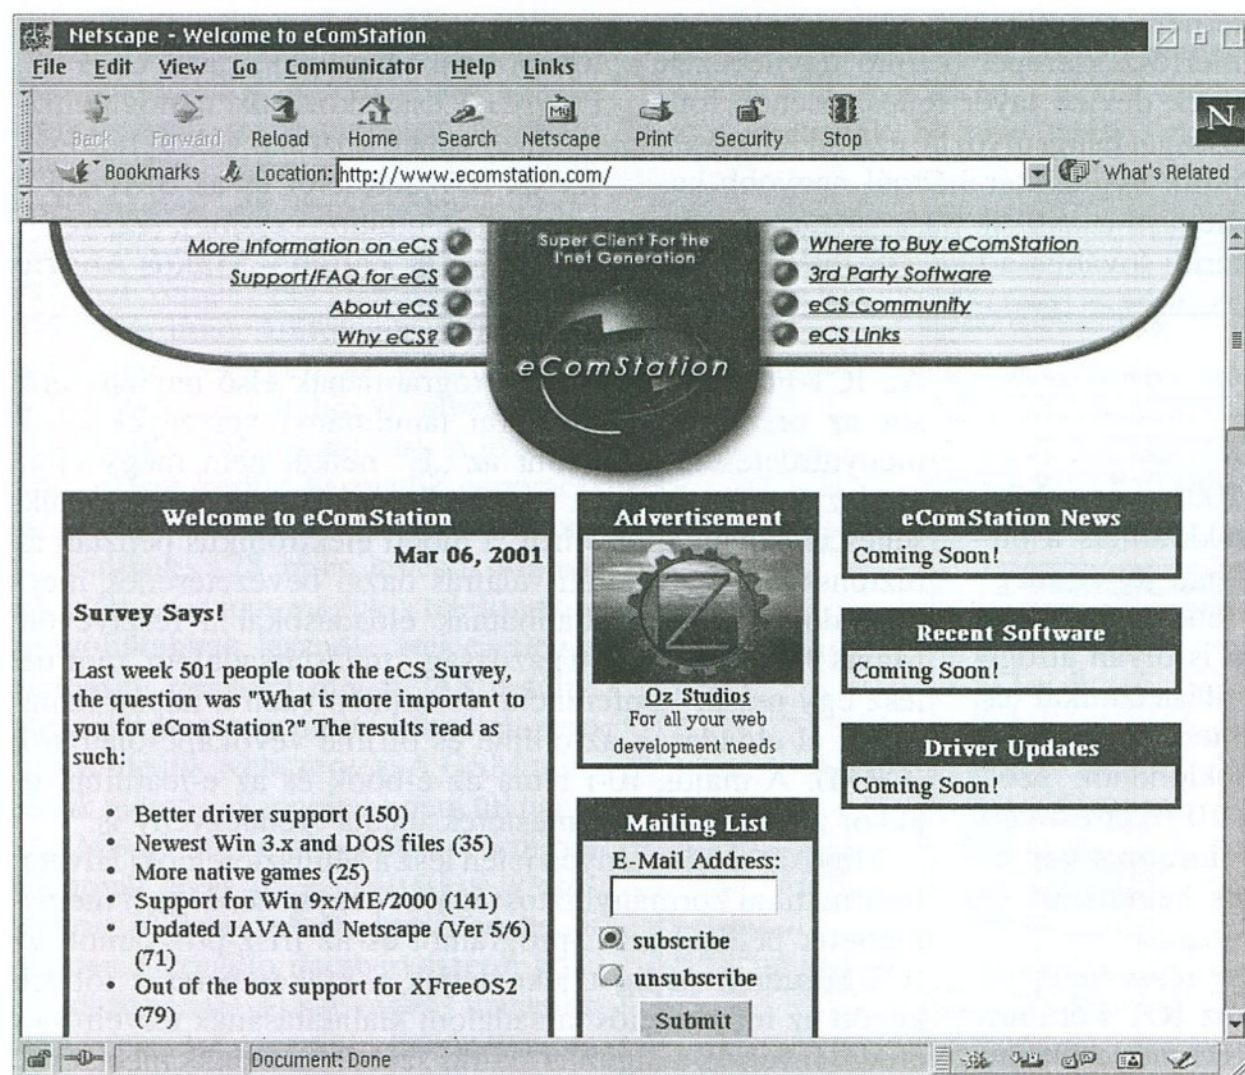 Netscape - Welcome to eComStation
File Edit View Go Communicator Help Links
Back Forward Reload Home Search Netscape Print Security Stop
My
N
Bookmarks Location: http://www.ecomstation.com/ What's Related
More Information on eCS
Support/FAQ for eCS
About eCS
Why eCS?
Super Client For the
I'net Generation
eComStation
Where to Buy eComStation
3rd Party Software
eCS Community
eCS Links
Welcome to eComStation
Mar 06, 2001
Survey Says!
Last week 501 people took the eCS Survey,
the question was "What is more important to
you for eComStation?" The results read as
such:
• Better driver support (150)
• Newest Win 3.x and DOS files (35)
• More native games (25)
• Support for Win 9x/ME/2000 (141)
• Updated JAVA and Netscape (Ver 5/6)
(71)
• Out of the box support for XFreeOS2
(79)
Advertisement
Oz Studios
For all your web
development needs
Mailing List
E-Mail Address:
subscribe
unsubscribe
Submit
eComStation News
Coming Soon!
Recent Software
Coming Soon!
Driver Updates
Coming Soon!
Document: Done